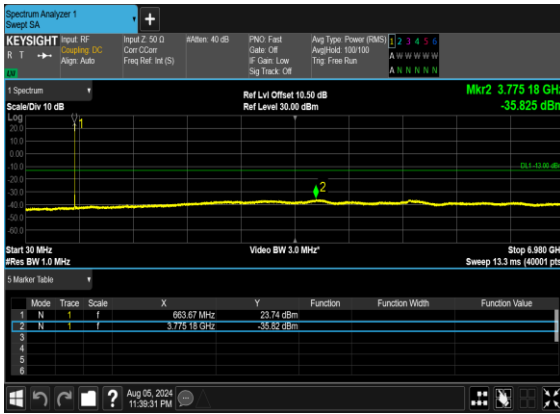 Spectrum Analyzer 1
Swept SA
+
KEYSIGHT Input: RF Input Z: 50 Ω #Atten: 40 dB PNO: Fast Avg Type: Power (RMS) 1 2 3 4 5 6
R T Coupling: DC Corr CCorr Gate: Off Avg|Hold: 100/100 A W W W W W
Align: Auto Freq Ref: Int (S) IF Gain: Low Trig: Free Run
LXI Sig Track: Off A N N N N N
1 Spectrum Ref Lvl Offset 10.50 dB Mkr2 3.775 18 GHz
Scale/Div 10 dB Ref Level 30.00 dBm -35.825 dBm
Log
20.0
10.0
0.00
-10.0
-20.0
-30.0
-40.0
-50.0
-60.0
1
DL1 -13.00 dBm
2
Start 30 MHz Video BW 3.0 MHz* Stop 6.980 GHz
#Res BW 1.0 MHz Sweep 13.3 ms (40001 pts)
5 Marker Table
Mode Trace Scale X Y Function Function Width Function Value
1 N 1 f 663.67 MHz 23.74 dBm
2 N 1 f 3.775 18 GHz -35.82 dBm
3
4
5
6
? Aug 05, 2024
11:39:31 PM